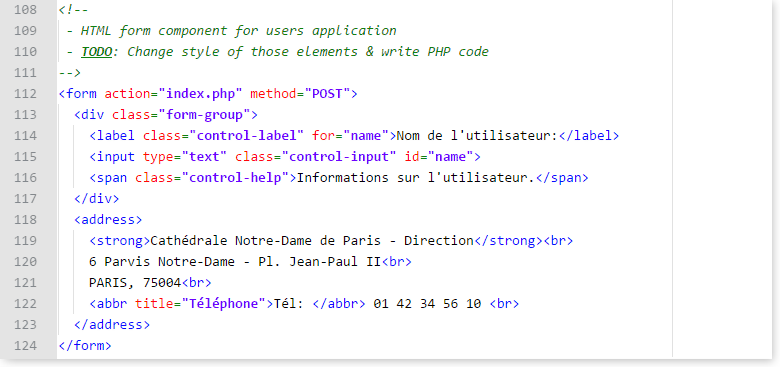 108 <!--
109  - HTML form component for users application
110  - TODO: Change style of those elements & write PHP code
111 -->
112 <form action="index.php" method="POST">
113   <div class="form-group">
114     <label class="control-label" for="name">Nom de l'utilisateur:</label>
115     <input type="text" class="control-input" id="name">
116     <span class="control-help">Informations sur l'utilisateur.</span>
117   </div>
118   <address>
119     <strong>Cathédrale Notre-Dame de Paris - Direction</strong><br>
120     6 Parvis Notre-Dame - Pl. Jean-Paul II<br>
121     PARIS, 75004<br>
122     <abbr title="Téléphone">Tél: </abbr> 01 42 34 56 10 <br>
123   </address>
124 </form>